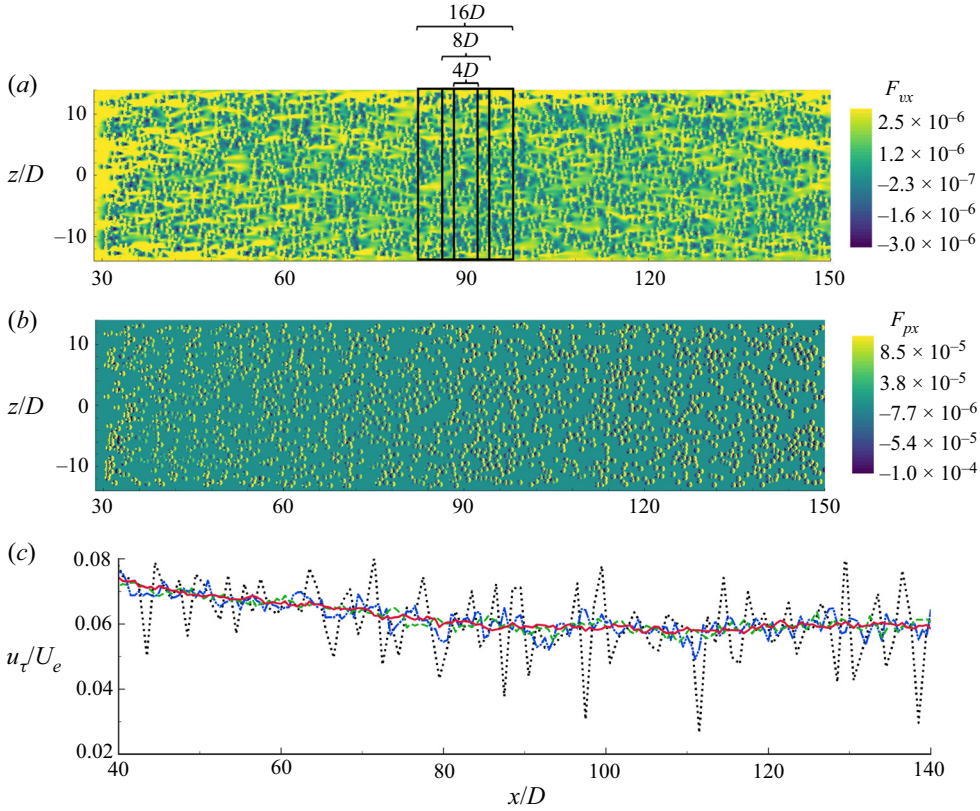 16D
8D
4D
(a)
F_vx
10
0
−10
z/D
2.5 × 10⁻⁶
1.2 × 10⁻⁶
−2.3 × 10⁻⁷
−1.6 × 10⁻⁶
−3.0 × 10⁻⁶
30 60 90 120 150
(b)
F_px
10
0
−10
z/D
8.5 × 10⁻⁵
3.8 × 10⁻⁵
−7.7 × 10⁻⁶
−5.4 × 10⁻⁵
−1.0 × 10⁻⁴
30 60 90 120 150
(c)
0.08
0.06
u_τ/U_e
0.04
0.02
40 60 80 100 120 140
x/D